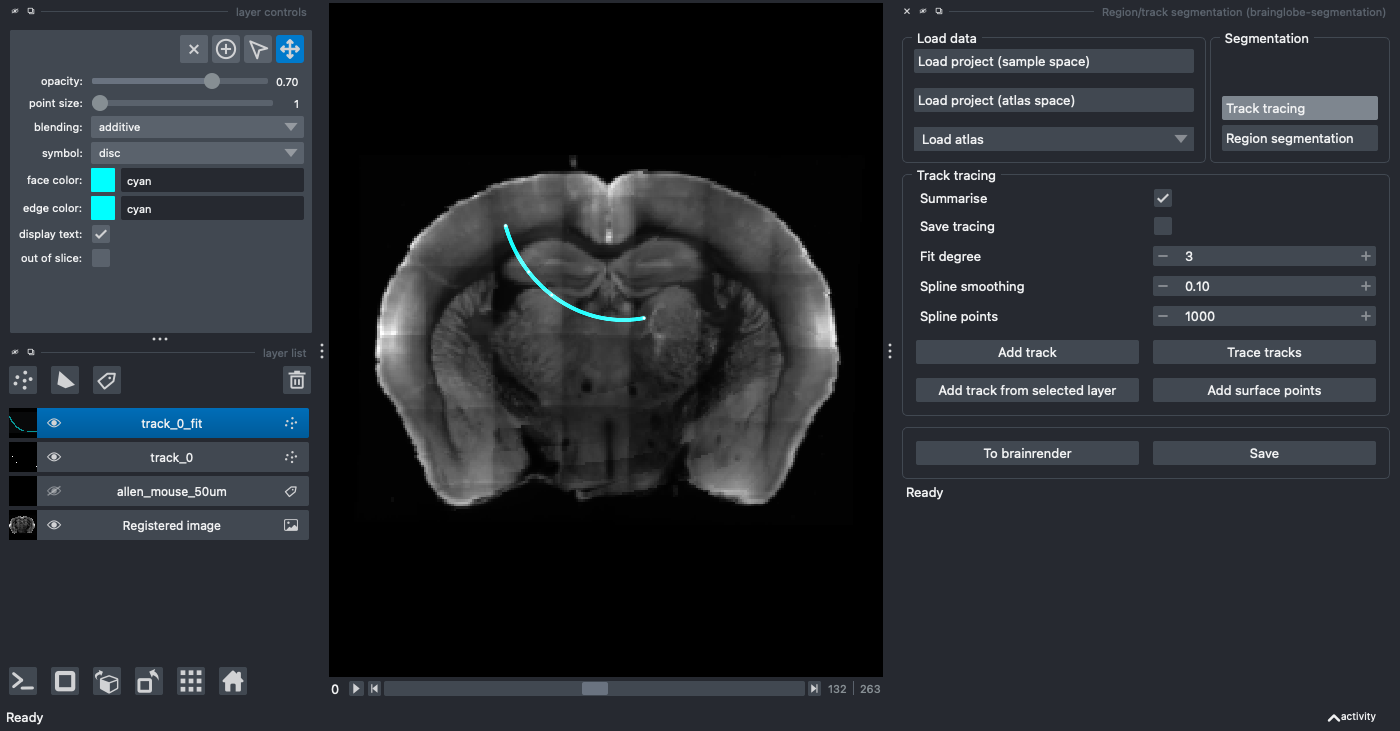 layer controls
opacity: 0.70
point size: 1
blending: additive
symbol: disc
face color: cyan
edge color: cyan
display text:
out of slice:
layer list
track_0_fit
track_0
allen_mouse_50um
Registered image
Ready
0 132 263
Region/track segmentation (brainglobe-segmentation)
Load data
Load project (sample space)
Load project (atlas space)
Load atlas
Segmentation
Track tracing
Region segmentation
Track tracing
Summarise
Save tracing
Fit degree 3
Spline smoothing 0.10
Spline points 1000
Add track Trace tracks
Add track from selected layer Add surface points
To brainrender Save
Ready
activity